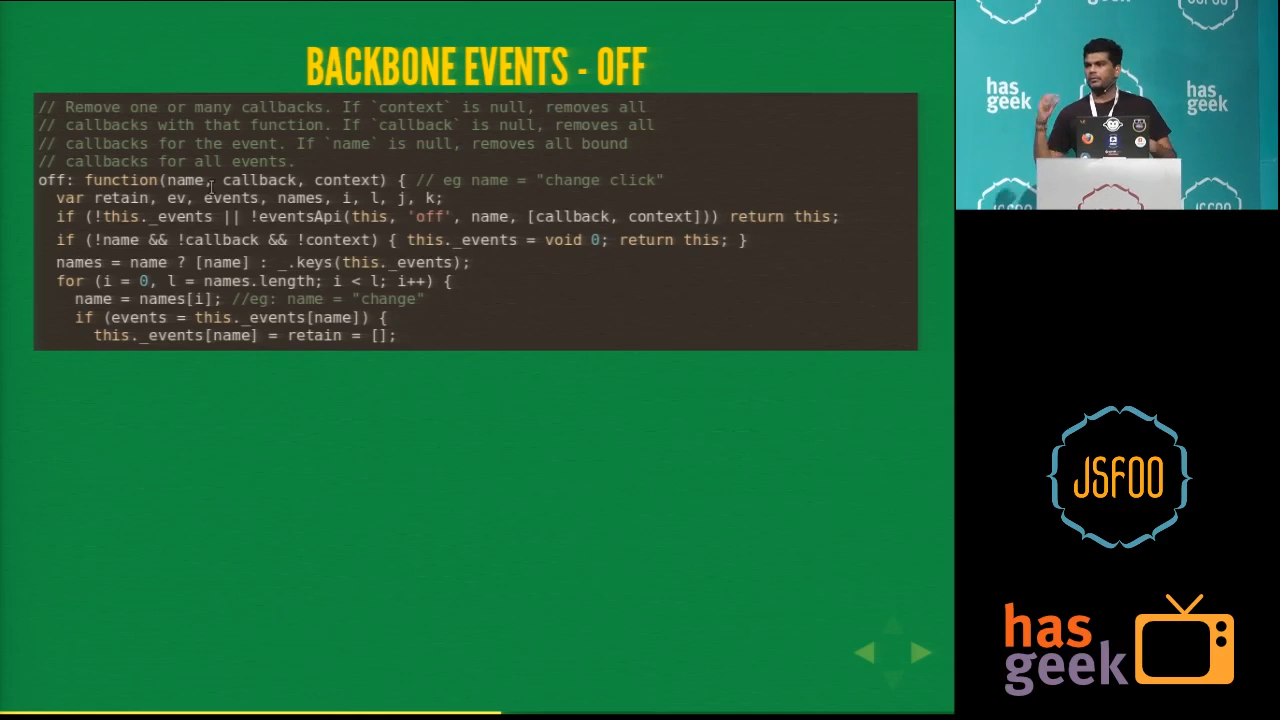 BACKBONE EVENTS - OFF
// Remove one or many callbacks. If `context` is null, removes all
// callbacks with that function. If `callback` is null, removes all
// callbacks for the event. If `name` is null, removes all bound
// callbacks for all events.
off: function(name, callback, context) { // eg name = "change click"
  var retain, ev, events, names, i, l, j, k;
  if (!this._events || !eventsApi(this, 'off', name, [callback, context])) return this;
  if (!name && !callback && !context) { this._events = void 0; return this; }
  names = name ? [name] : _.keys(this._events);
  for (i = 0, l = names.length; i < l; i++) {
    name = names[i]; //eg: name = "change"
    if (events = this._events[name]) {
      this._events[name] = retain = [];
has
geek
has
geek
JSFOO
has
geek